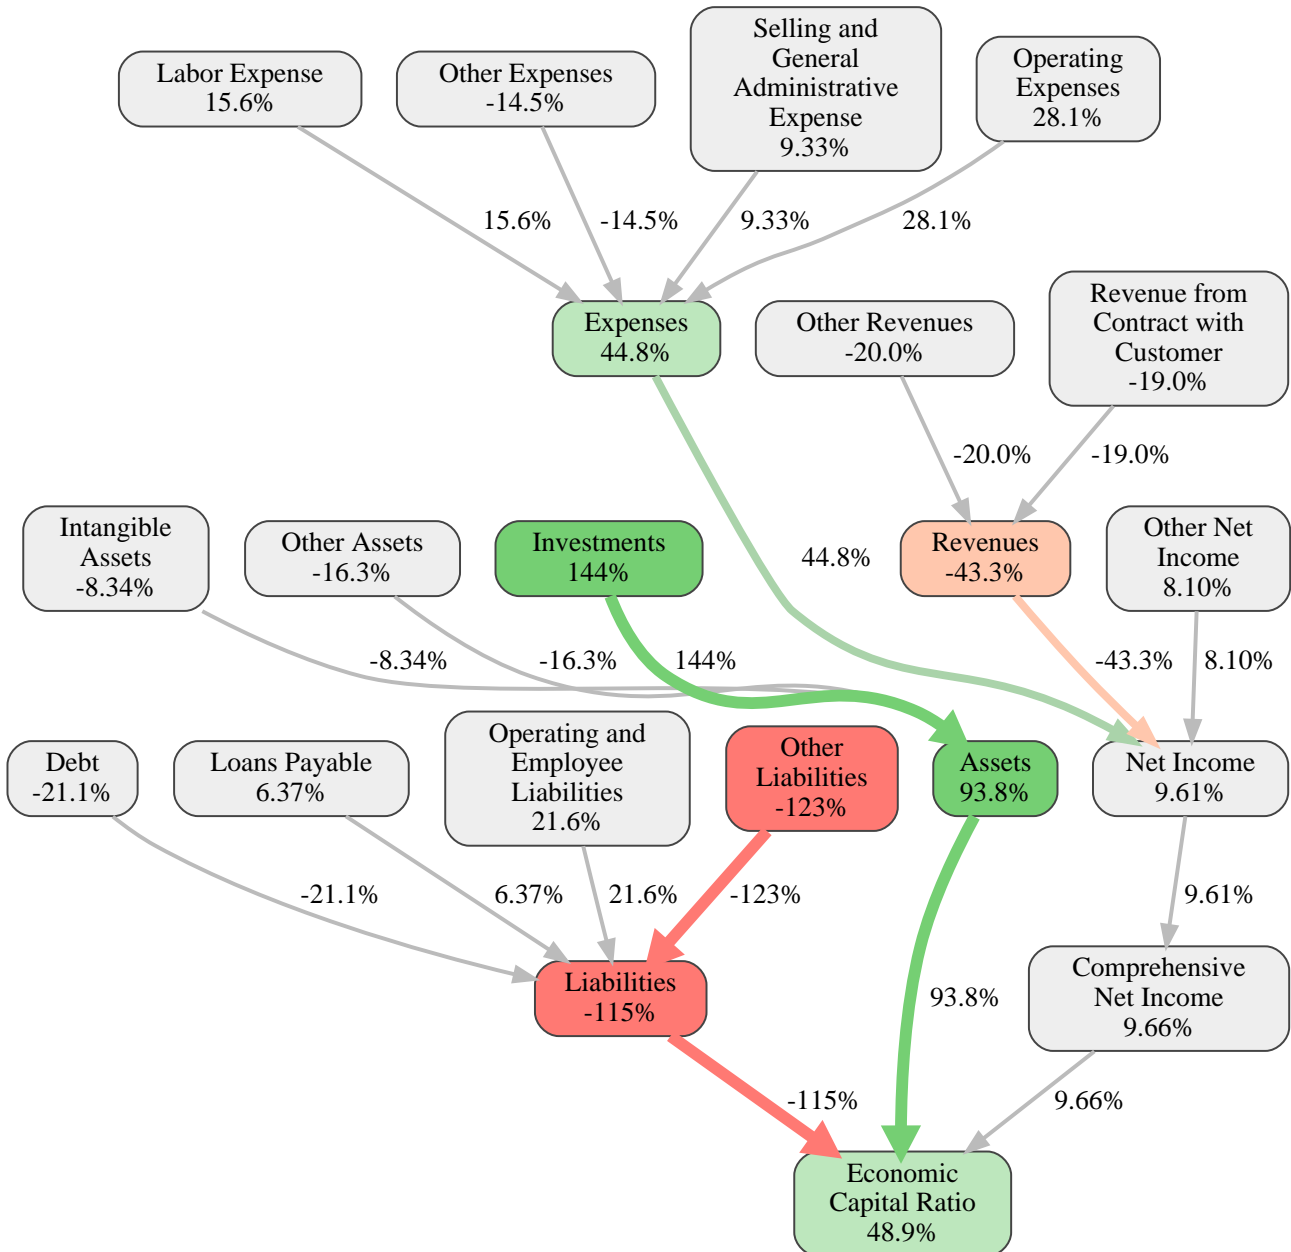 Labor Expense
15.6%
Other Expenses
-14.5%
Selling and
General
Administrative
Expense
9.33%
Operating
Expenses
28.1%
15.6%
-14.5%
9.33%
28.1%
Expenses
44.8%
Other Revenues
-20.0%
Revenue from
Contract with
Customer
-19.0%
-20.0%
-19.0%
Intangible
Assets
-8.34%
Other Assets
-16.3%
Investments
144%
44.8%
Revenues
-43.3%
Other Net
Income
8.10%
-8.34%
-16.3%
144%
-43.3%
8.10%
Debt
-21.1%
Loans Payable
6.37%
Operating and
Employee
Liabilities
21.6%
Other
Liabilities
-123%
Assets
93.8%
Net Income
9.61%
-21.1%
6.37%
21.6%
-123%
9.61%
Liabilities
-115%
93.8%
Comprehensive
Net Income
9.66%
-115%
9.66%
Economic
Capital Ratio
48.9%